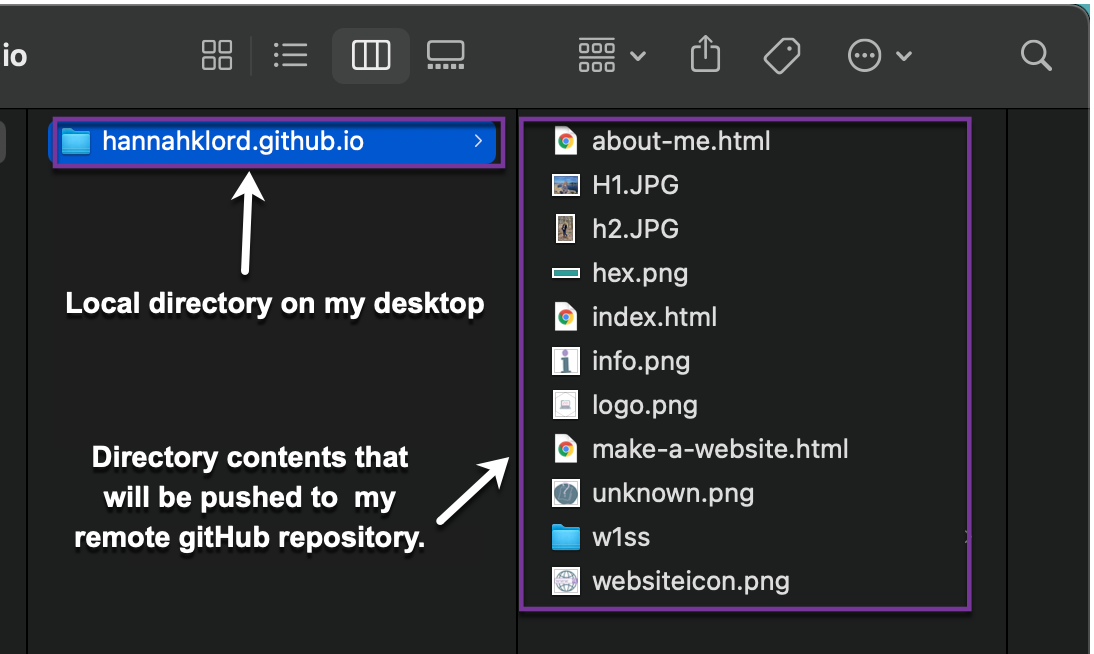 io
hannahklord.github.io
Local directory on my desktop
Directory contents that
will be pushed to my
remote gitHub repository.
about-me.html
H1.JPG
h2.JPG
hex.png
index.html
info.png
logo.png
make-a-website.html
unknown.png
w1ss
websiteicon.png